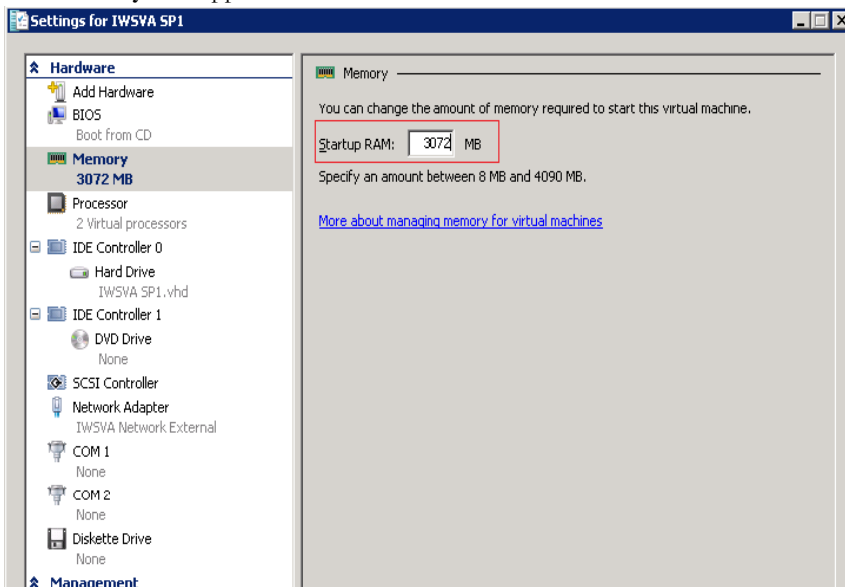 Settings for IWSVA SP1
Hardware
Add Hardware
BIOS
Boot from CD
Memory
3072 MB
Processor
2 Virtual processors
IDE Controller 0
Hard Drive
IWSVA SP1.vhd
IDE Controller 1
DVD Drive
None
SCSI Controller
Network Adapter
IWSVA Network External
COM 1
None
COM 2
None
Diskette Drive
None
Management
Memory
You can change the amount of memory required to start this virtual machine.
Startup RAM: 3072 MB
Specify an amount between 8 MB and 4090 MB.
More about managing memory for virtual machines